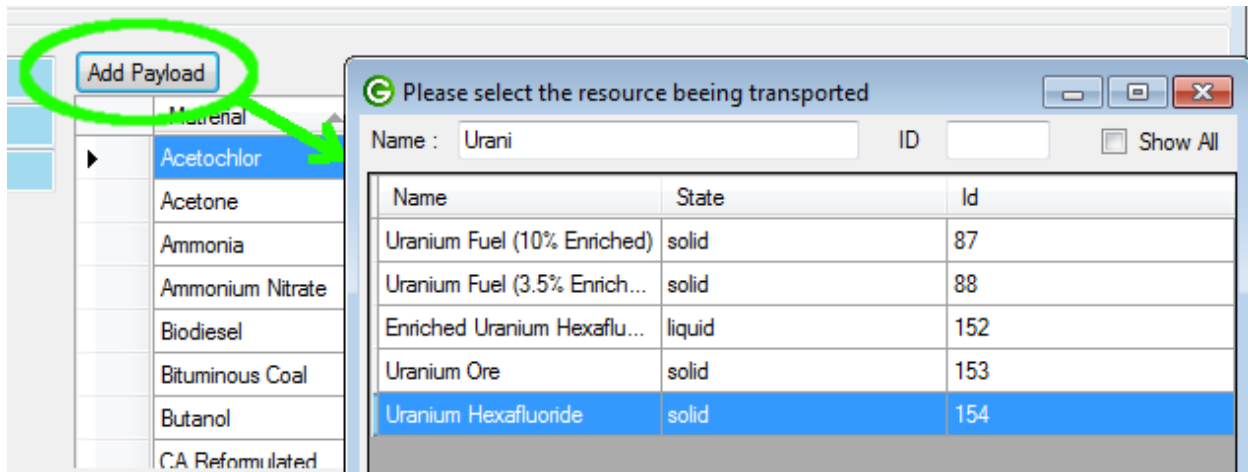 Add Payload
Material
Acetochlor
Acetone
Ammonia
Ammonium Nitrate
Biodiesel
Bituminous Coal
Butanol
CA Reformulated
Please select the resource beeing transported
Name : Urani ID Show All
Name State Id
Uranium Fuel (10% Enriched) solid 87
Uranium Fuel (3.5% Enrich... solid 88
Enriched Uranium Hexaflu... liquid 152
Uranium Ore solid 153
Uranium Hexafluoride solid 154